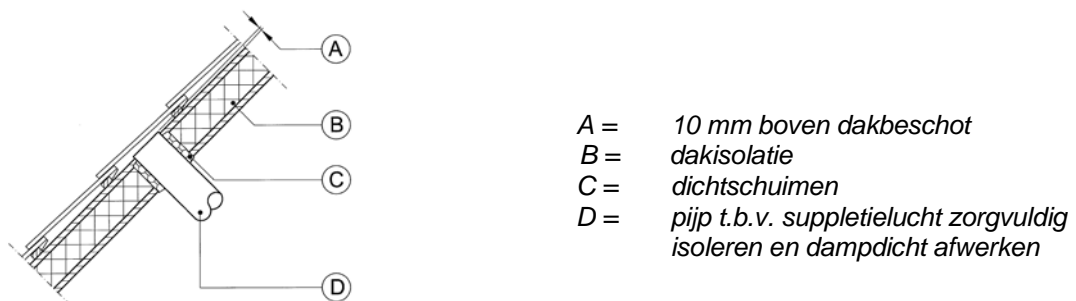 A
B
C
D
A = 10 mm boven dakbeschot
B = dakisolatie
C = dichtschuimen
D = pijp t.b.v. suppletielucht zorgvuldig
isoleren en dampdicht afwerken